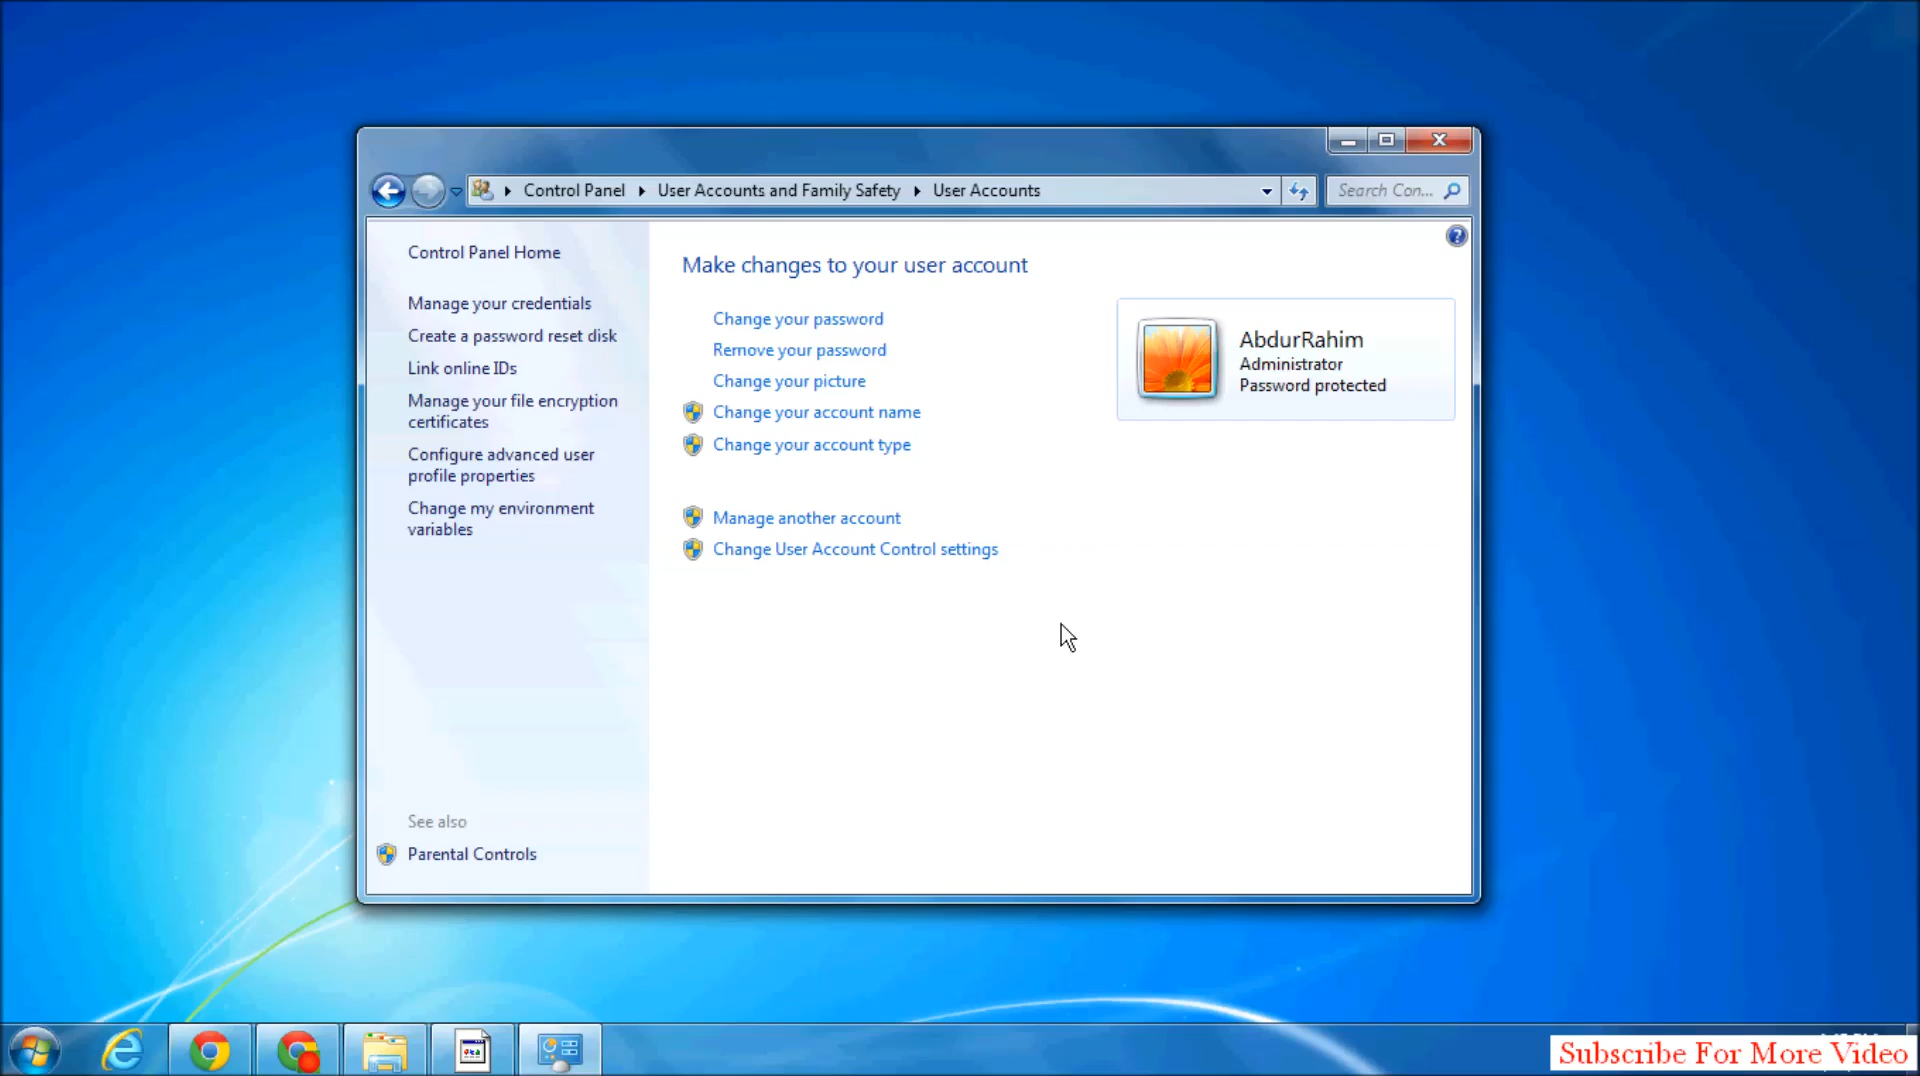 Control Panel
User Accounts and Family Safety
User Accounts
Search Con...
Control Panel Home
Manage your credentials
Create a password reset disk
Link online IDs
Manage your file encryption
certificates
Configure advanced user
profile properties
Change my environment
variables
See also
Parental Controls
Make changes to your user account
Change your password
Remove your password
Change your picture
Change your account name
Change your account type
Manage another account
Change User Account Control settings
AbdurRahim
Administrator
Password protected
Subscribe For More Video